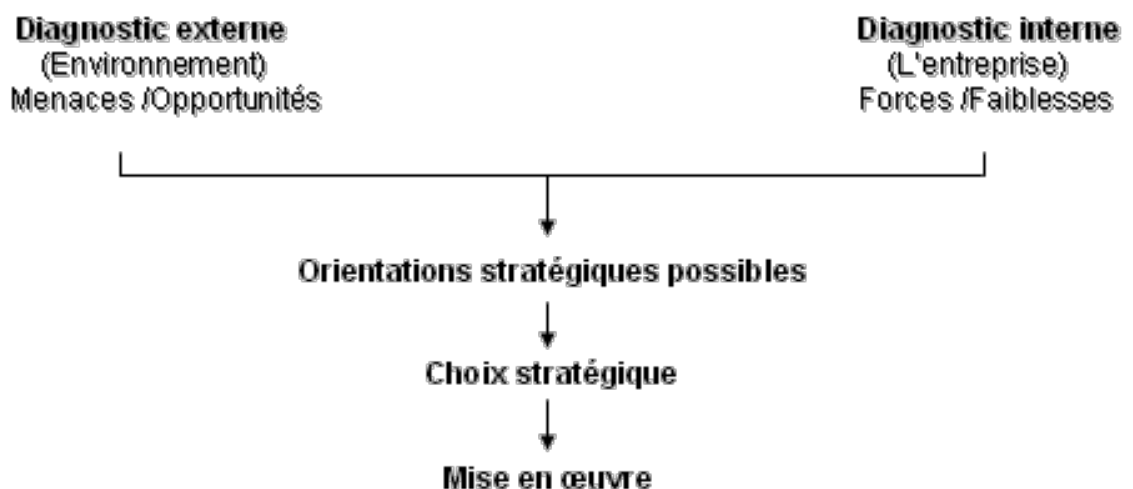 Diagnostic externe
(Environnement)
Menaces /Opportunités
Diagnostic interne
(L'entreprise)
Forces /Faiblesses
Orientations stratégiques possibles
Choix stratégique
Mise en œuvre